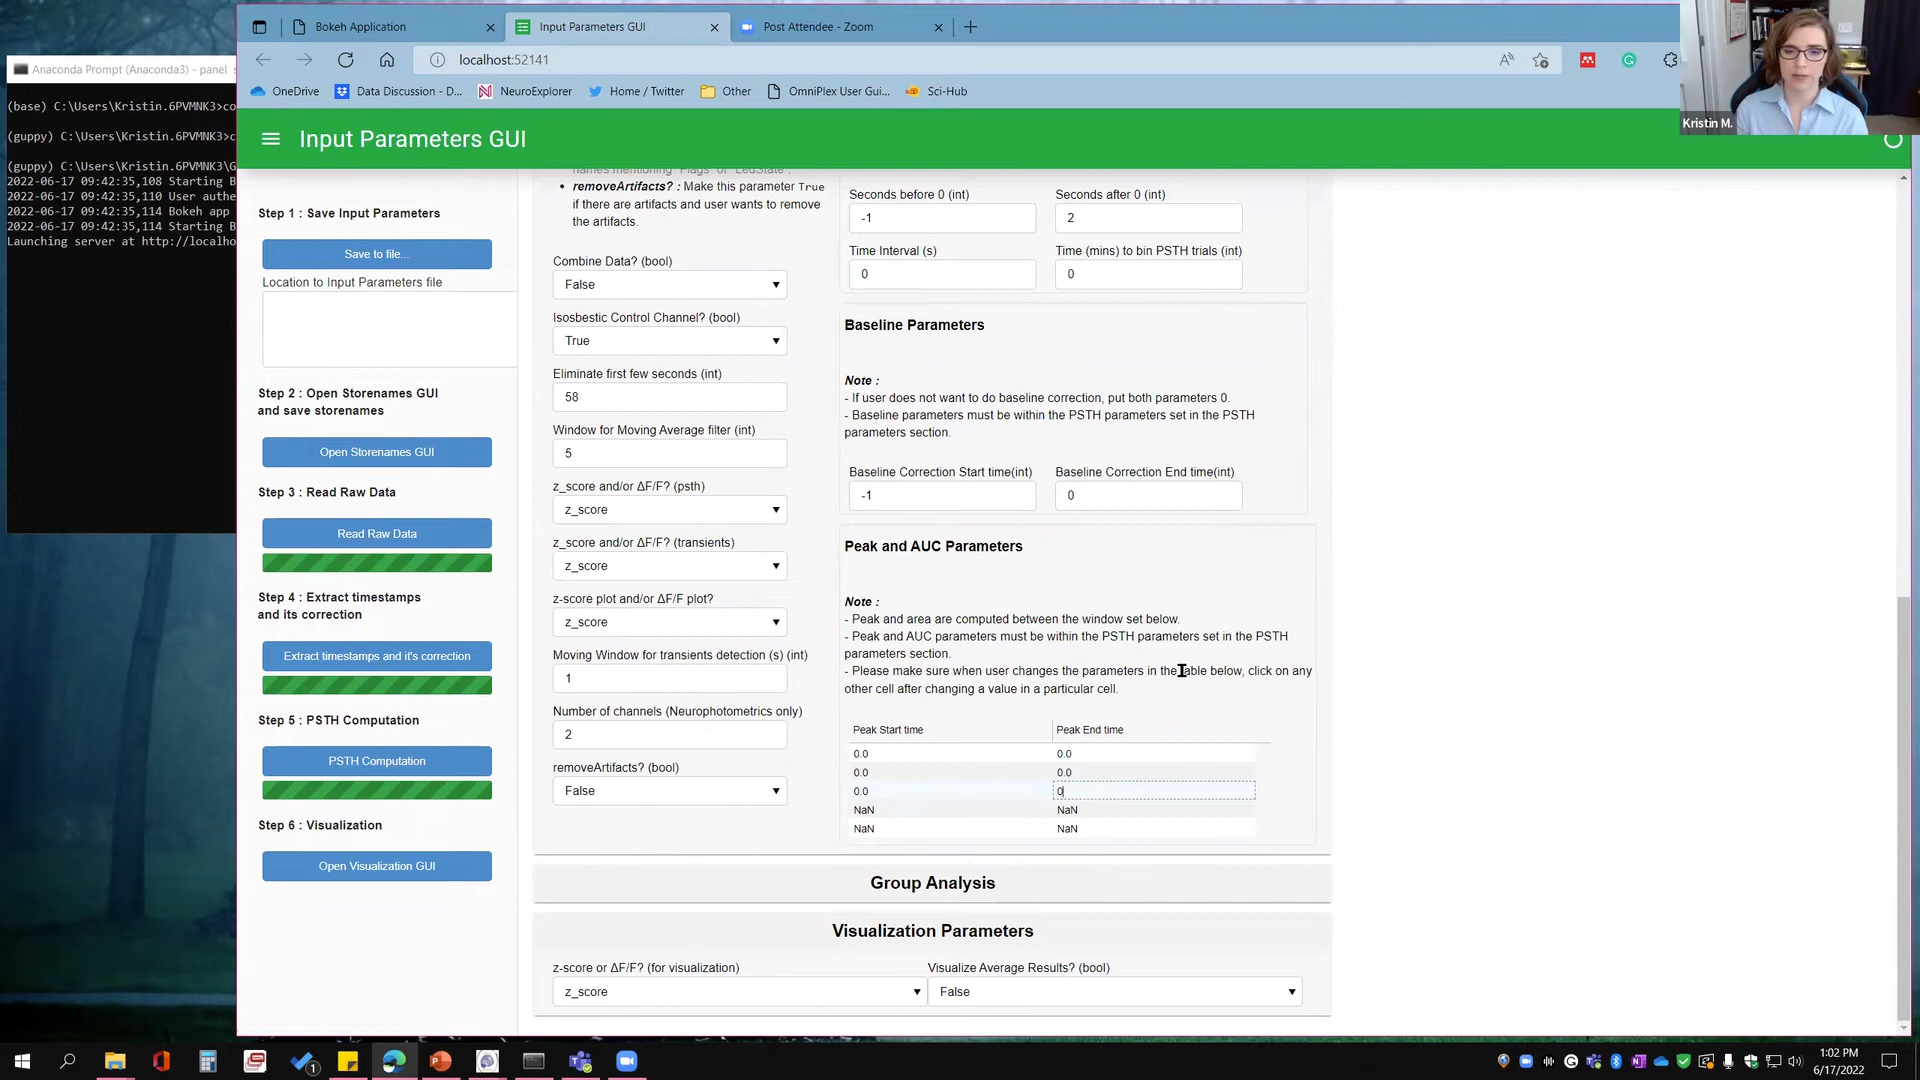 Bokeh Application
Input Parameters GUI
Post Attendee - Zoom
localhost:52141
OneDrive
Data Discussion - D...
NeuroExplorer
Home / Twitter
Other
OmniPlex User Gui...
Sci-Hub
Kristin M.
Anaconda Prompt (Anaconda3) - panel s
(base) C:\Users\Kristin.6PVMNK3>co
(guppy) C:\Users\Kristin.6PVMNK3>c
(guppy) C:\Users\Kristin.6PVMNK3\G
2022-06-17 09:42:35,108 Starting B
2022-06-17 09:42:35,110 User authe
2022-06-17 09:42:35,114 Bokeh app
2022-06-17 09:42:35,114 Starting B
Launching server at http://localho
Input Parameters GUI
Step 1 : Save Input Parameters
Save to file...
Location to Input Parameters file
Step 2 : Open Storenames GUI
and save storenames
Open Storenames GUI
Step 3 : Read Raw Data
Read Raw Data
Step 4 : Extract timestamps
and its correction
Extract timestamps and it's correction
Step 5 : PSTH Computation
PSTH Computation
Step 6 : Visualization
Open Visualization GUI
names mentioning 'Flags' or 'LedState'.
• removeArtifacts? : Make this parameter True
if there are artifacts and user wants to remove
the artifacts.
Combine Data? (bool)
False
Isosbestic Control Channel? (bool)
True
Eliminate first few seconds (int)
58
Window for Moving Average filter (int)
5
z_score and/or ΔF/F? (psth)
z_score
z_score and/or ΔF/F? (transients)
z_score
z-score plot and/or ΔF/F plot?
z_score
Moving Window for transients detection (s) (int)
1
Number of channels (Neurophotometrics only)
2
removeArtifacts? (bool)
False
Seconds before 0 (int)
Seconds after 0 (int)
-1
2
Time Interval (s)
Time (mins) to bin PSTH trials (int)
0
0
Baseline Parameters
Note :
- If user does not want to do baseline correction, put both parameters 0.
- Baseline parameters must be within the PSTH parameters set in the PSTH
parameters section.
Baseline Correction Start time(int)
Baseline Correction End time(int)
-1
0
Peak and AUC Parameters
Note :
- Peak and area are computed between the window set below.
- Peak and AUC parameters must be within the PSTH parameters set in the PSTH
parameters section.
- Please make sure when user changes the parameters in the table below, click on any
other cell after changing a value in a particular cell.
Peak Start time
Peak End time
0.0 0.0
0.0 0.0
0.0 0
NaN NaN
NaN NaN
Group Analysis
Visualization Parameters
z-score or ΔF/F? (for visualization)
Visualize Average Results? (bool)
z_score
False
1
1:02 PM
6/17/2022